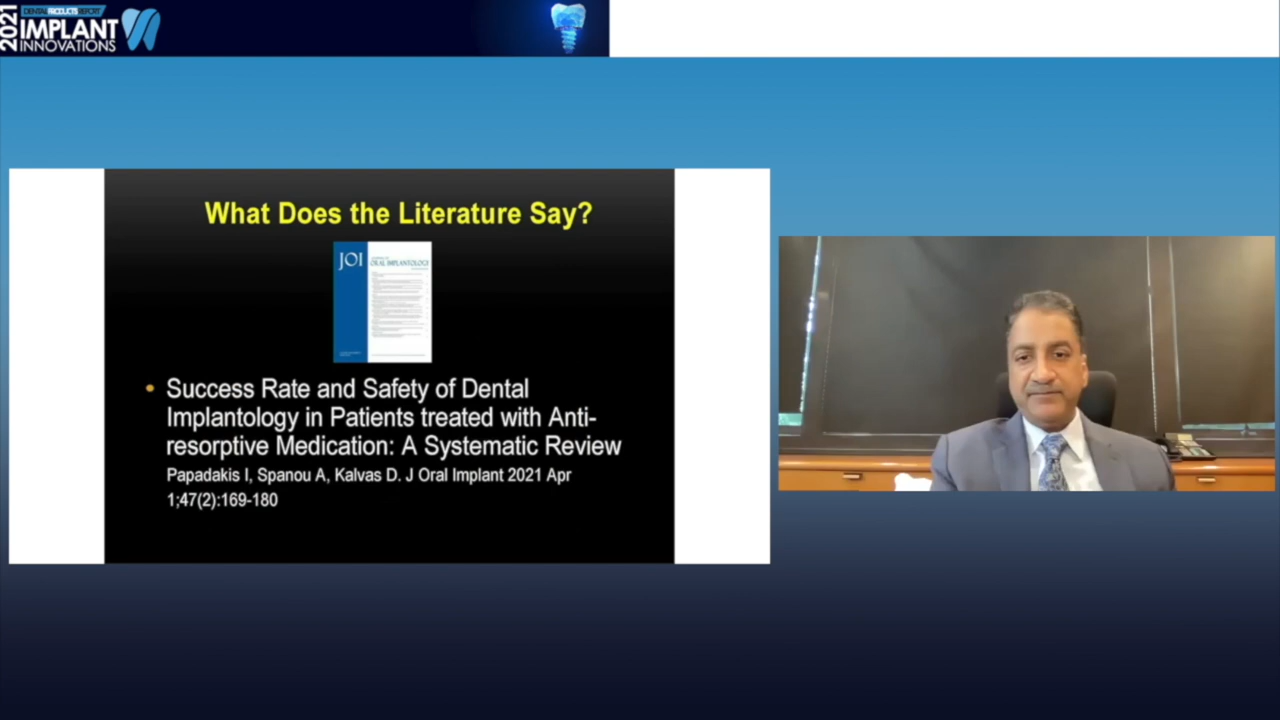 2021
DENTAL PRODUCTS REPORT
IMPLANT
INNOVATIONS
What Does the Literature Say?
JOI
ORAL IMPLANTOLOGY
• Success Rate and Safety of Dental
Implantology in Patients treated with Anti-
resorptive Medication: A Systematic Review
Papadakis I, Spanou A, Kalvas D. J Oral Implant 2021 Apr
1;47(2):169-180